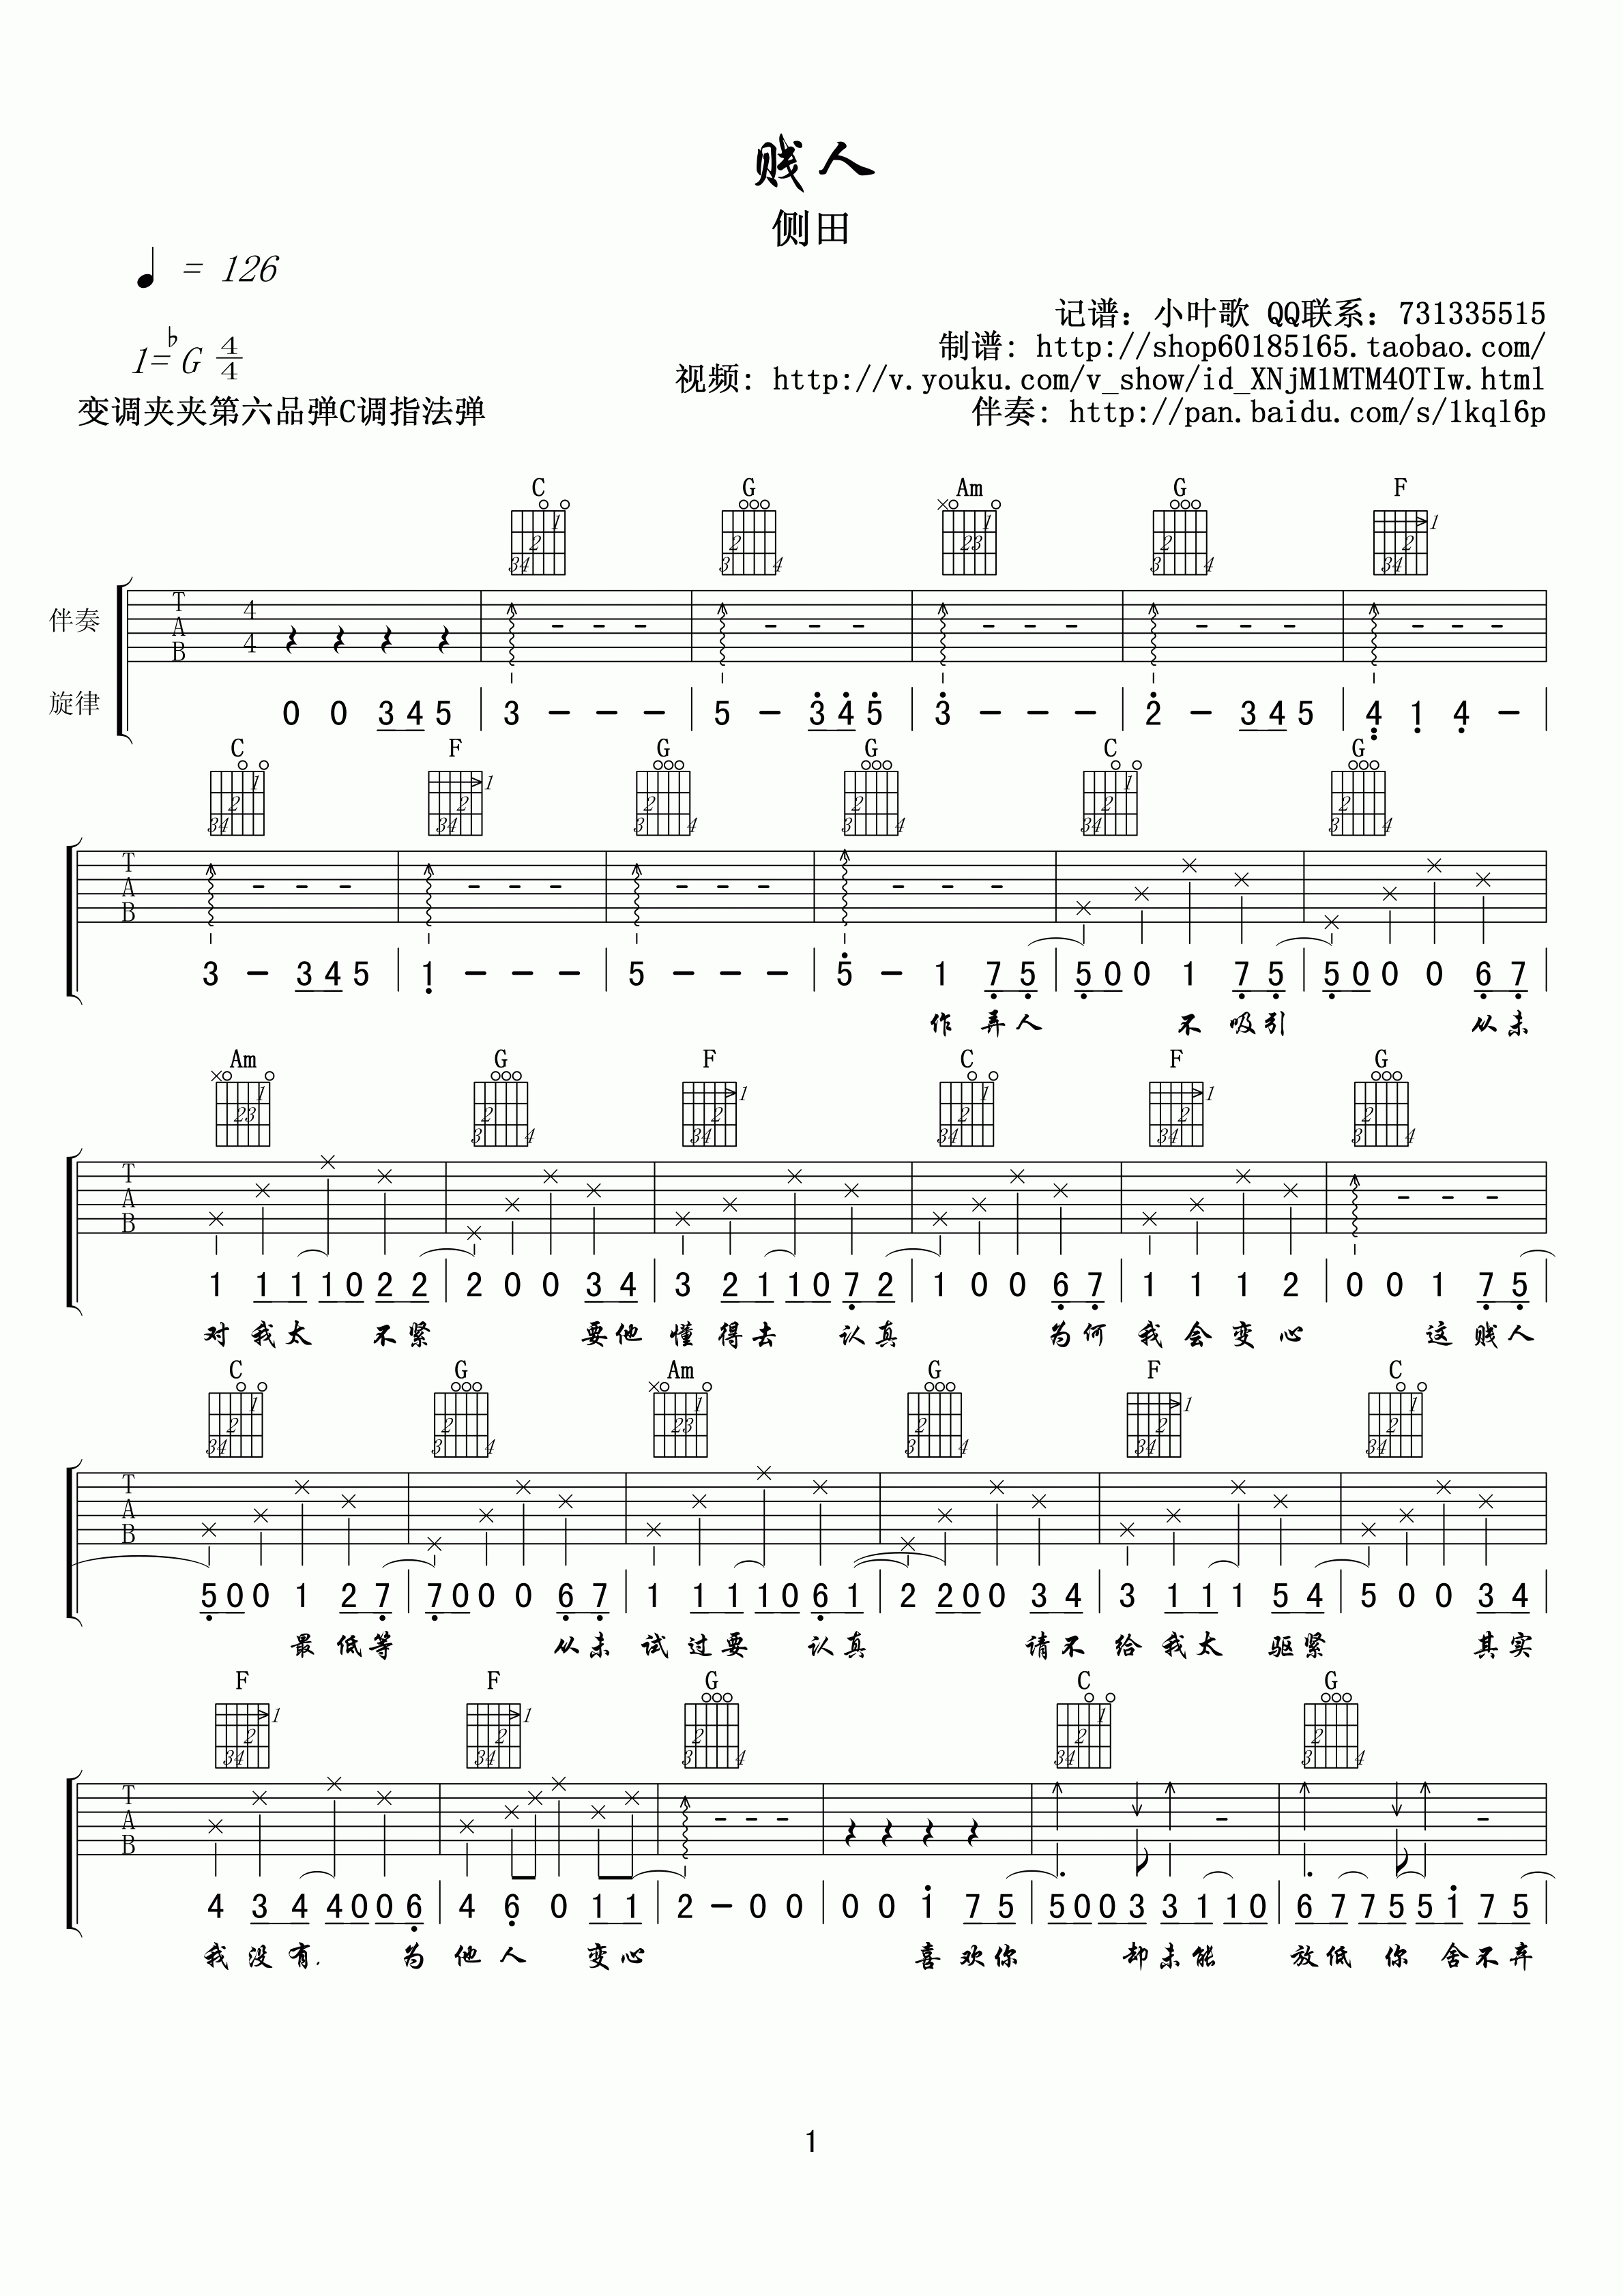 贱人
侧田
♩ = 126
记谱：小叶歌 QQ联系：731335515
1=♭G 4/4
制谱: http://shop60185165.taobao.com/
视频: http://v.youku.com/v_show/id_XNjM1MTM4OTIw.html
变调夹夹第六品弹C调指法弹
伴奏: http://pan.baidu.com/s/1kql6p
C G Am G F
伴奏 T A B 4 4
旋律 0 0 3 4 5 | 3 - - - | 5 - 3 4 5 | 3 - - - | 2 - 3 4 5 | 4 1 4 - |
C F G G C G
T A B
3 - 3 4 5 | 1 - - - | 5 - - - | 5 - 1 7 5 | 5 0 0 1 7 5 | 5 0 0 0 6 7 |
作 弄 人 不 吸 引 从 未
Am G F C F G
T A B
1 1 1 1 0 2 2 | 2 0 0 3 4 | 3 2 1 1 0 7 2 | 1 0 0 6 7 | 1 1 1 2 | 0 0 1 7 5 |
对 我 太 不 紧 要 他 懂 得 去 认 真 为 何 我 会 变 心 这 贱 人
C G Am G F C
T A B
5 0 0 1 2 7 | 7 0 0 0 6 7 | 1 1 1 1 0 6 1 | 2 2 0 0 3 4 | 3 1 1 1 5 4 | 5 0 0 3 4 |
最 低 等 从 未 试 过 要 认 真 请 不 给 我 太 驱 紧 其 实
F F G C G
T A B
4 3 4 4 0 0 6 | 4 6 0 1 1 | 2 - 0 0 | 0 0 1 7 5 | 5 0 0 3 3 1 1 0 | 6 7 7 5 5 1 7 5 |
我 没 有, 为 他 人 变 心 喜 欢 你 却 未 能 放 低 你 舍 不 弃
1